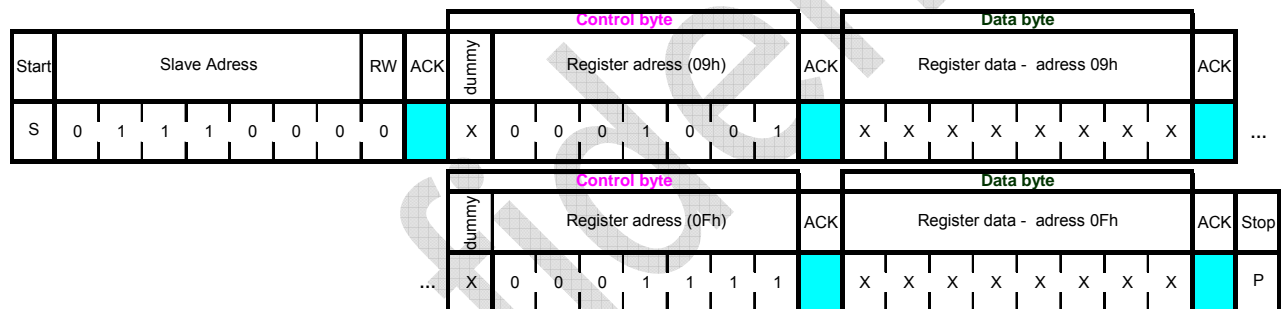 Control byte Data byte
Start Slave Adress RW ACK dummy Register adress (09h) ACK Register data - adress 09h ACK
S 0 1 1 1 0 0 0 0 X 0 0 0 1 0 0 1 X X X X X X X X ...
Control byte Data byte
dummy Register adress (0Fh) ACK Register data - adress 0Fh ACK Stop
... X 0 0 0 1 1 1 1 X X X X X X X X P